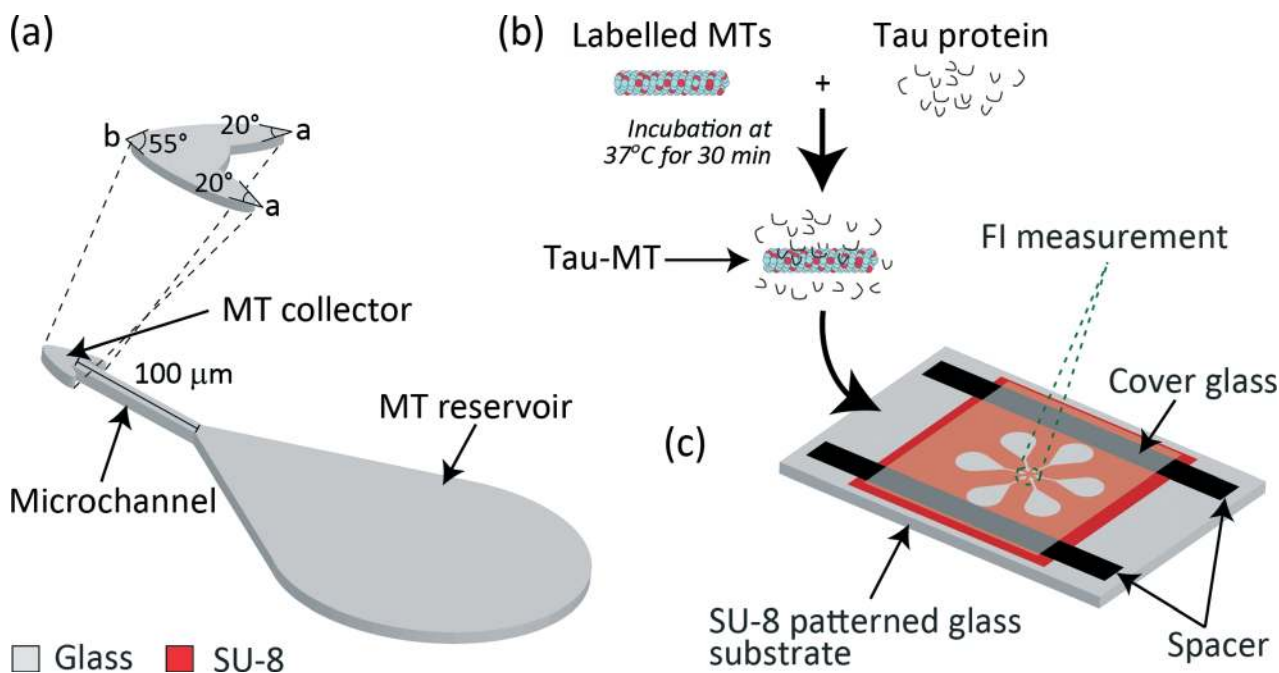 (a)
b
55°
20°
a
20°
a
MT collector
100 µm
MT reservoir
Microchannel
Glass
SU-8
(b)
Labelled MTs
+
Tau protein
Incubation at
37°C for 30 min
Tau-MT
FI measurement
(c)
Cover glass
SU-8 patterned glass
substrate
Spacer